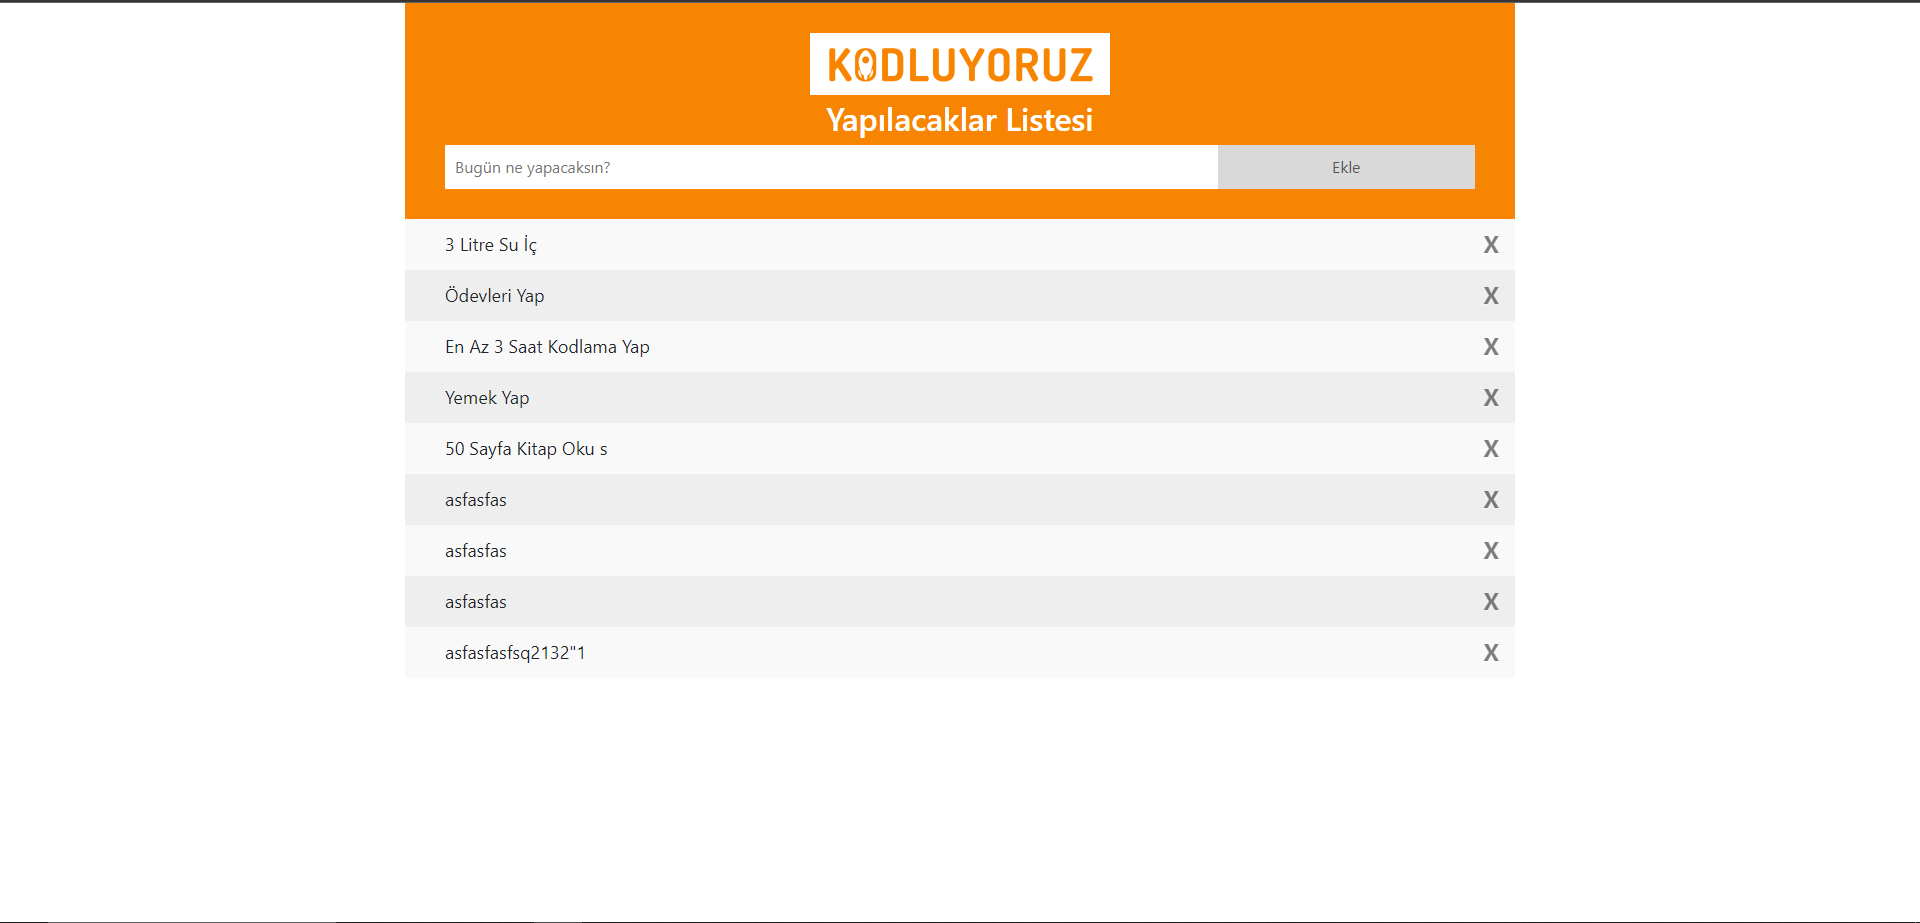 KODLUYORUZ
Yapılacaklar Listesi
Bugün ne yapacaksın? Ekle
3 Litre Su İç X
Ödevleri Yap X
En Az 3 Saat Kodlama Yap X
Yemek Yap X
50 Sayfa Kitap Oku s X
asfasfas X
asfasfas X
asfasfas X
asfasfasfsq2132"1 X